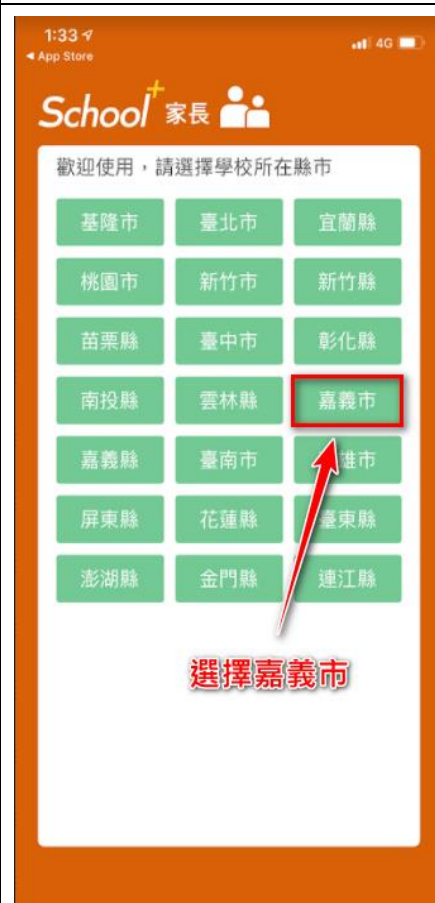 1:33
App Store
4G
School+ 家長
歡迎使用，請選擇學校所在縣市
基隆市 臺北市 宜蘭縣
桃園市 新竹市 新竹縣
苗栗縣 臺中市 彰化縣
南投縣 雲林縣 嘉義市
嘉義縣 臺南市 雄市
屏東縣 花蓮縣 臺東縣
澎湖縣 金門縣 連江縣
選擇嘉義市